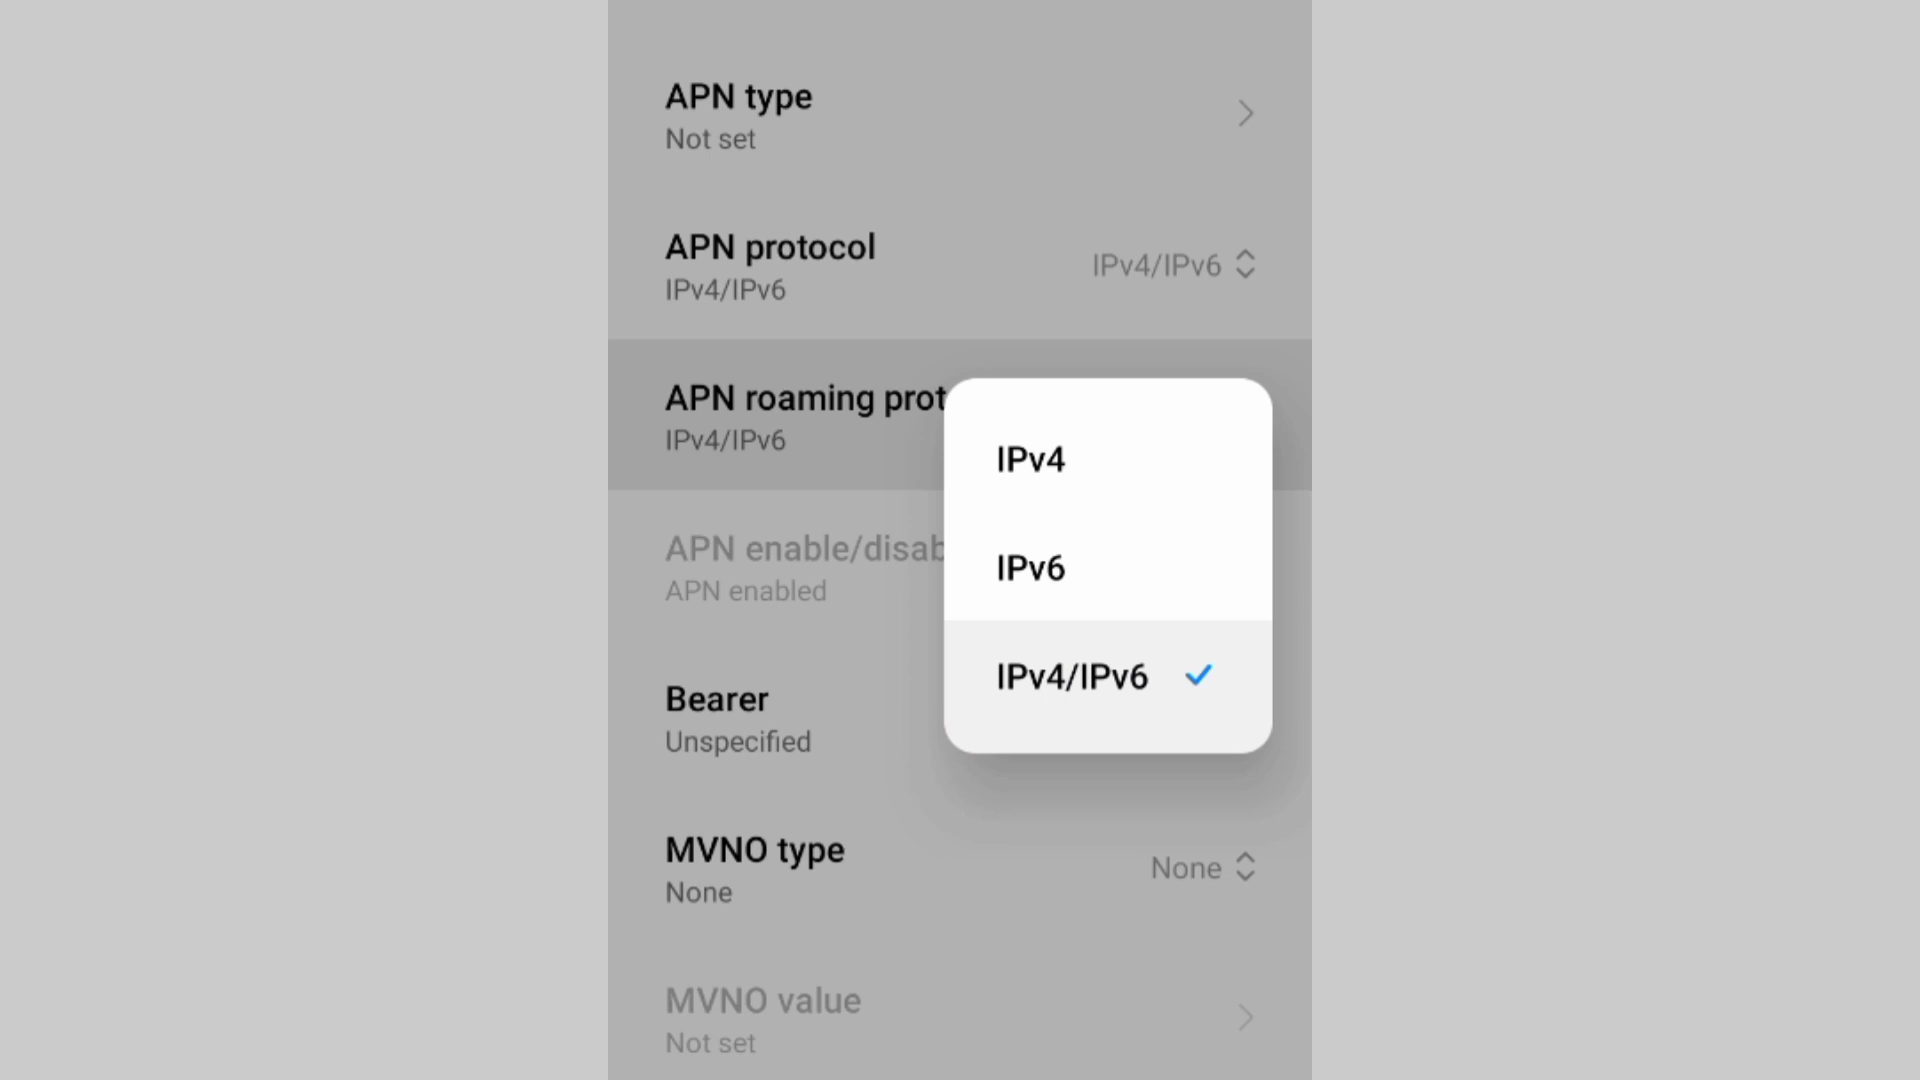 APN type
Not set
APN protocol
IPv4/IPv6
IPv4/IPv6
APN roaming prot
IPv4/IPv6
IPv4
IPv6
IPv4/IPv6
APN enable/disab
APN enabled
Bearer
Unspecified
MVNO type
None
None
MVNO value
Not set